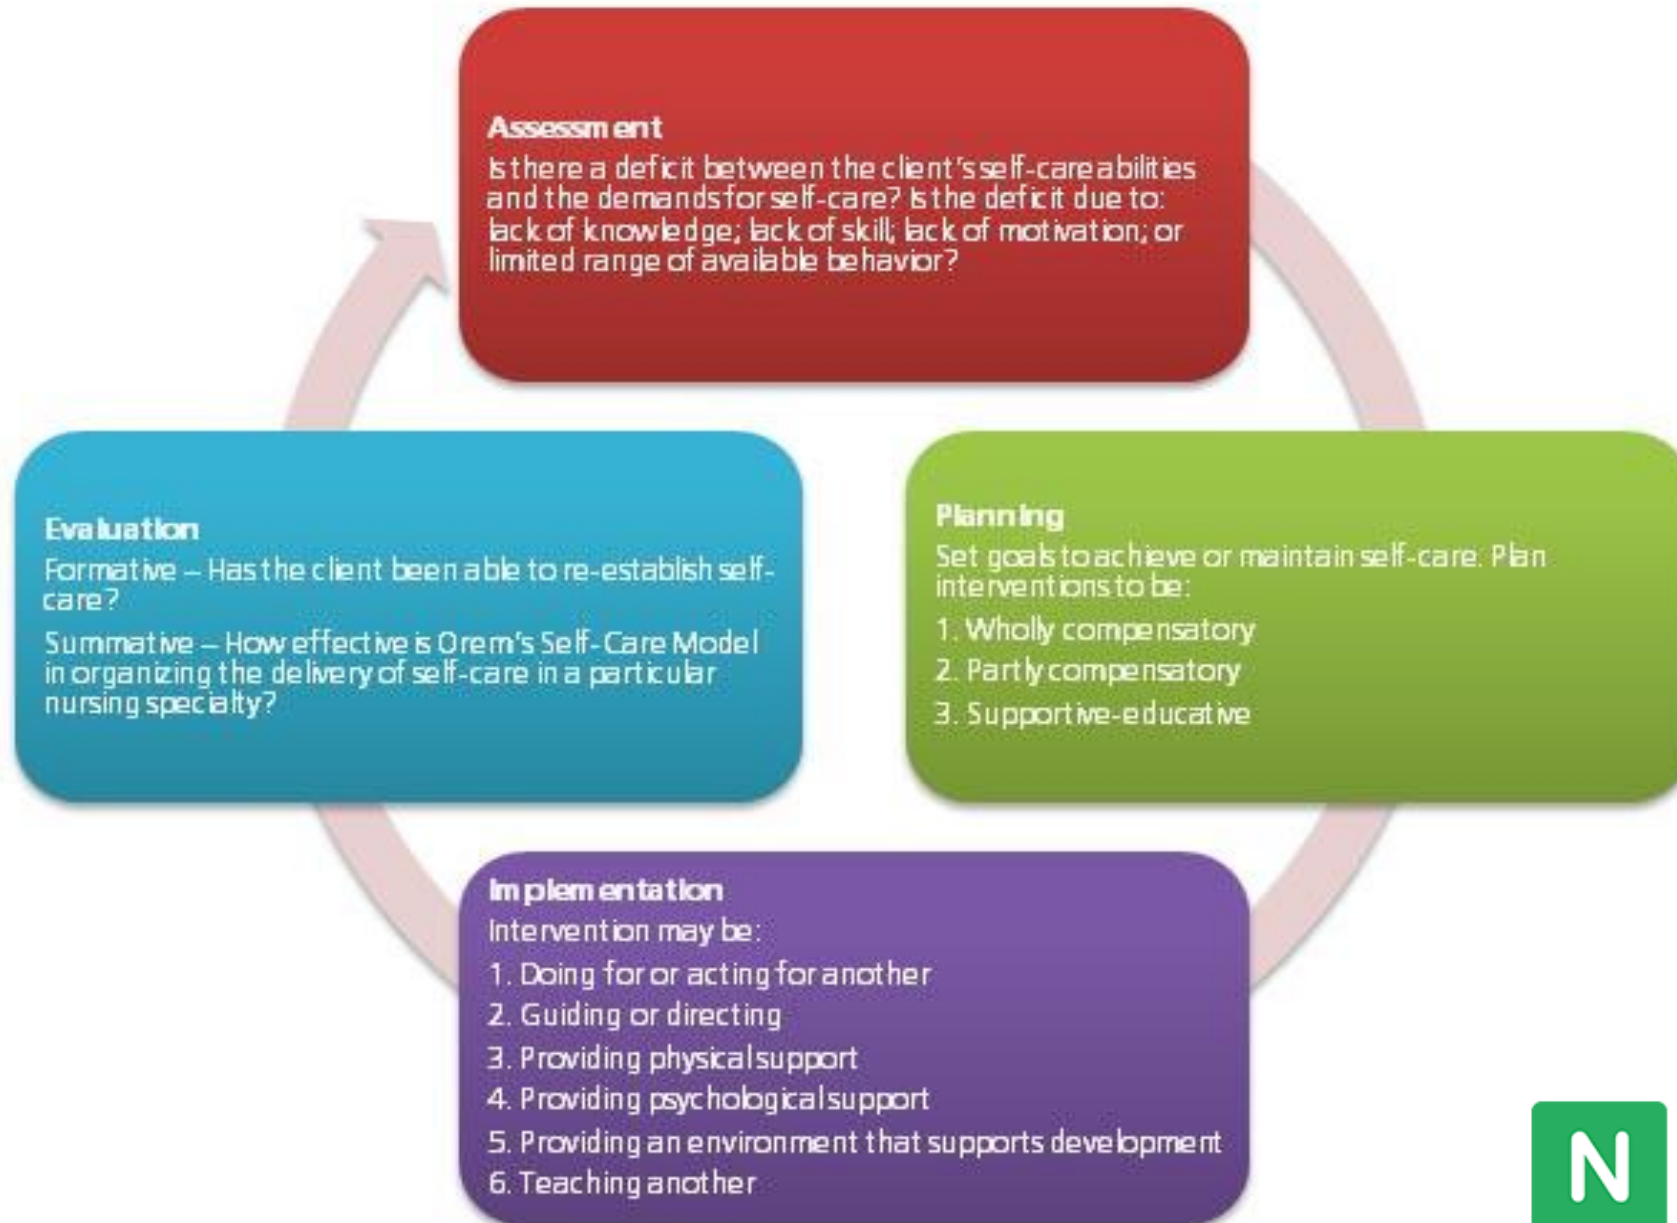 Assessment
Is there a deficit between the client's self-care abilities
and the demands for self-care? Is the deficit due to:
lack of knowledge; lack of skill; lack of motivation; or
limited range of available behavior?
Planning
Set goals to achieve or maintain self-care. Plan
interventions to be:
1. Wholly compensatory
2. Partly compensatory
3. Supportive-educative
Implementation
Intervention may be:
1. Doing for or acting for another
2. Guiding or directing
3. Providing physical support
4. Providing psychological support
5. Providing an environment that supports development
6. Teaching another
Evaluation
Formative – Has the client been able to re-establish self-
care?
Summative – How effective is Orem's Self-Care Model
in organizing the delivery of self-care in a particular
nursing specialty?
N